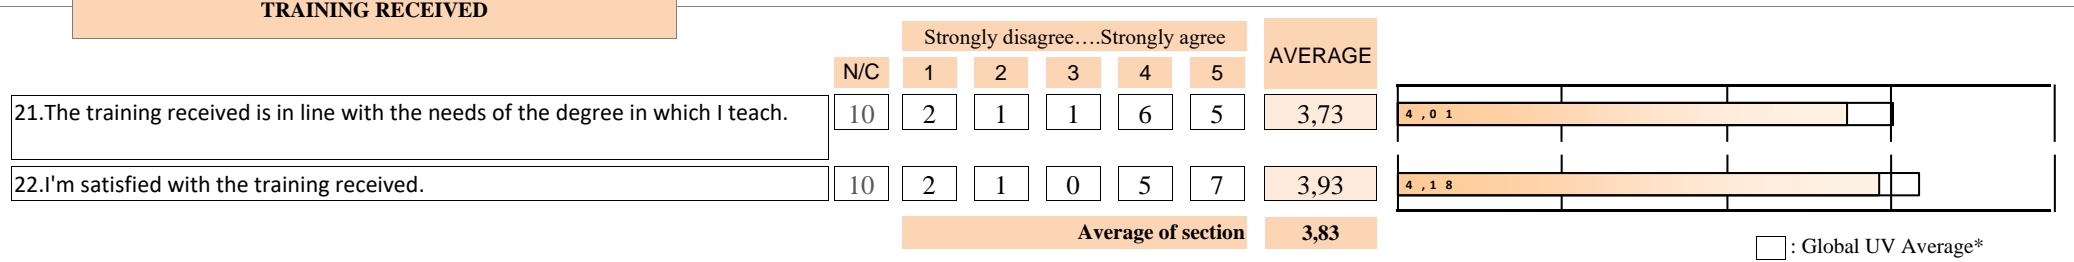 TRAINING RECEIVED
Strongly disagree….Strongly agree
AVERAGE
N/C 1 2 3 4 5
21.The training received is in line with the needs of the degree in which I teach. 10 2 1 1 6 5 3,73 4,01
22.I'm satisfied with the training received. 10 2 1 0 5 7 3,93 4,18
Average of section 3,83
: Global UV Average*